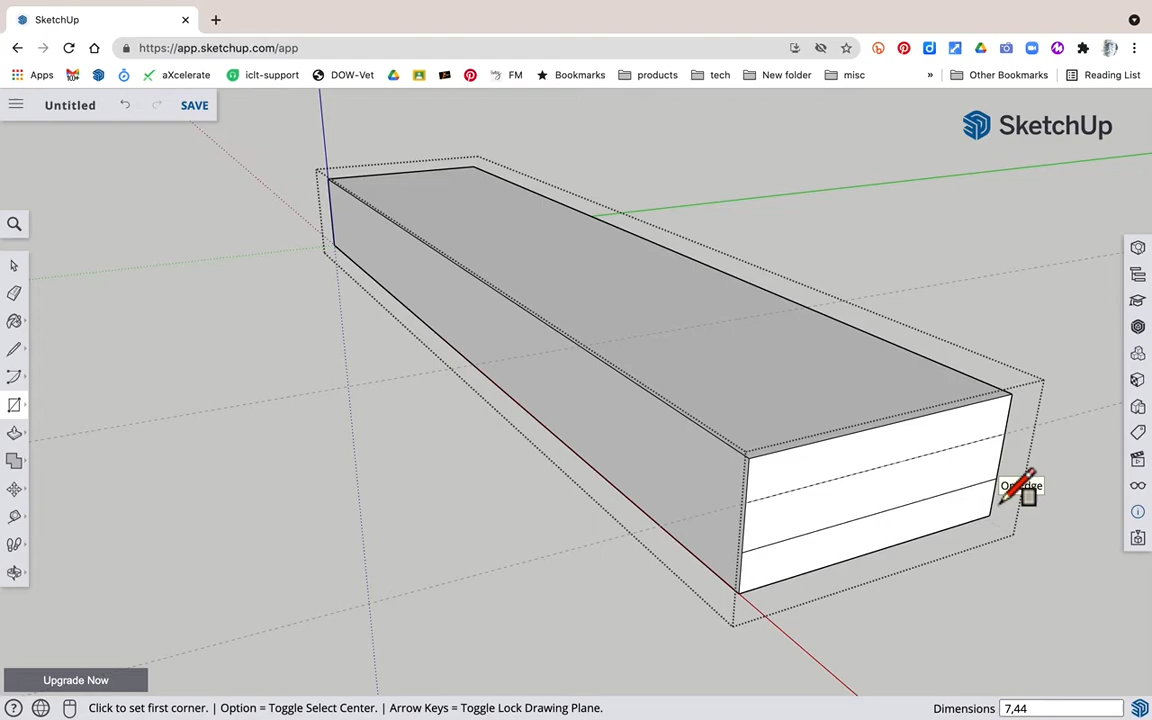 SketchUp
https://app.sketchup.com/app
Apps aXcelerate iclt-support DOW-Vet FM Bookmarks products tech New folder misc » Other Bookmarks Reading List
Untitled SAVE
SketchUp
On Edge
Upgrade Now
Click to set first corner. | Option = Toggle Select Center. | Arrow Keys = Toggle Lock Drawing Plane. Dimensions 7,44